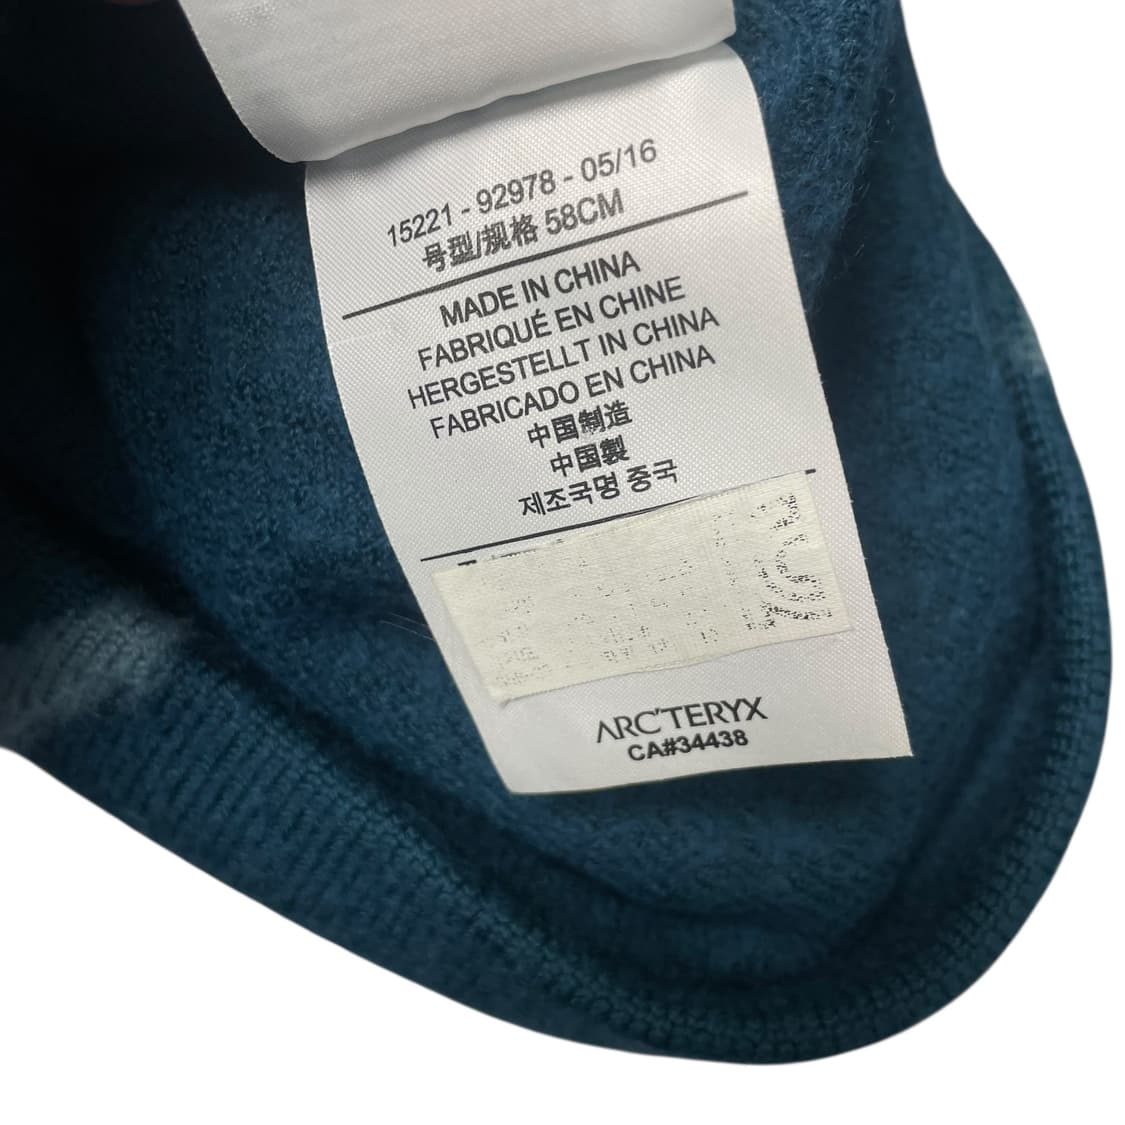 15221 - 92978 - 05/16
号型/规格 58CM
MADE IN CHINA
FABRIQUÉ EN CHINE
HERGESTELLT IN CHINA
FABRICADO EN CHINA
中国制造
中国製
제조국명 중국
ARC'TERYX
CA#34438